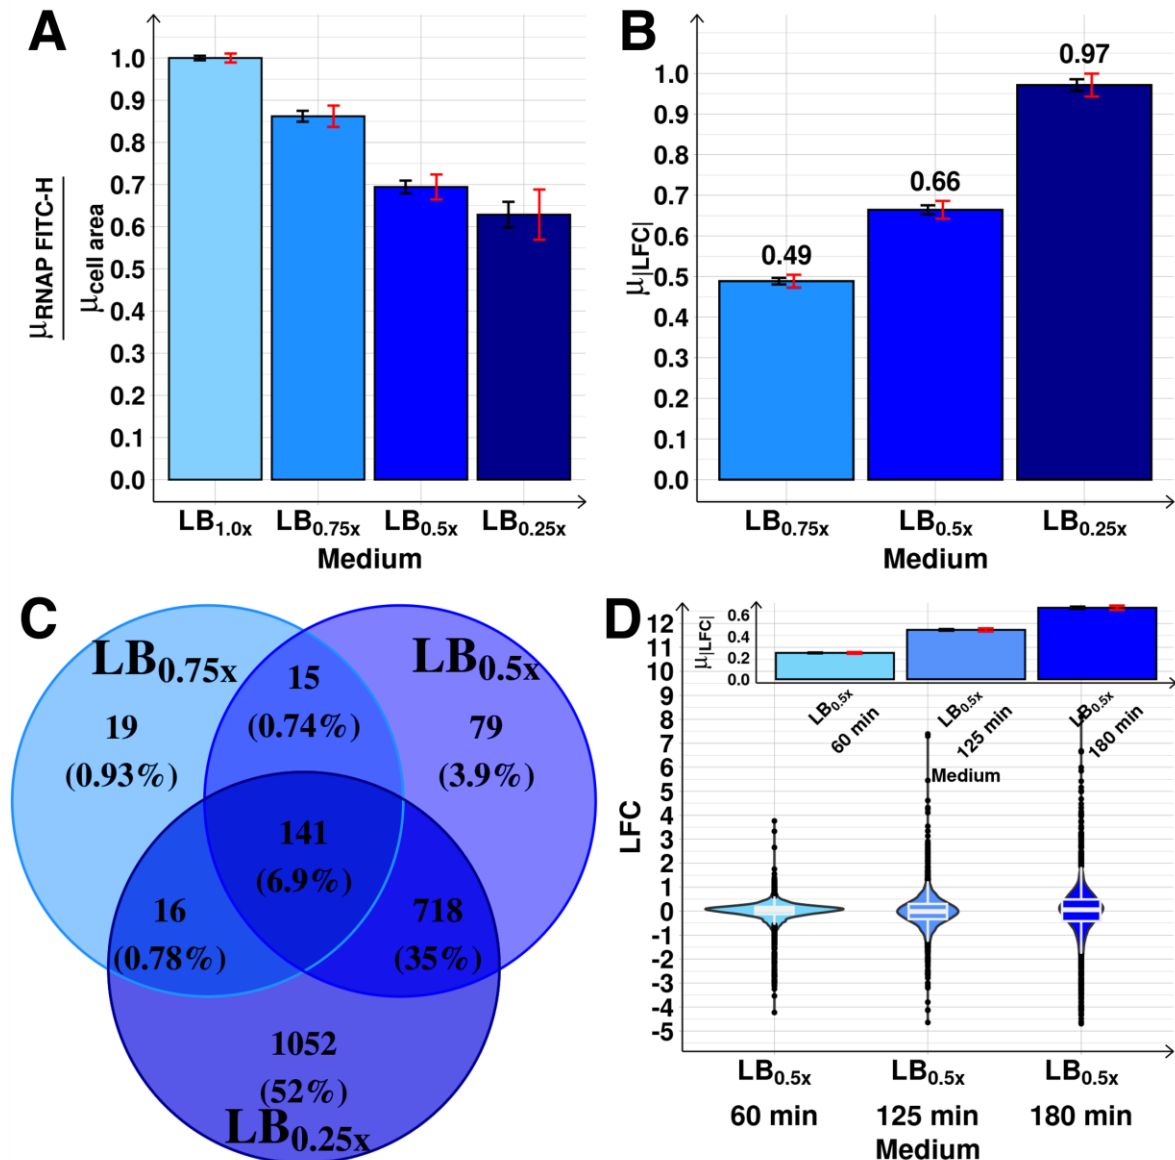 A
1.0
0.9
0.8
0.7
0.6
0.5
0.4
0.3
0.2
0.1
0.0
μRNAP FITC-H
μcell area
LB1.0x LB0.75x LB0.5x LB0.25x
Medium
B
1.0
0.9
0.8
0.7
0.6
0.5
0.4
0.3
0.2
0.1
0.0
μ|LFC|
0.49
0.66
0.97
LB0.75x LB0.5x LB0.25x
Medium
C
LB0.75x
LB0.5x
15
(0.74%)
19
(0.93%)
79
(3.9%)
141
(6.9%)
16
(0.78%)
718
(35%)
1052
(52%)
LB0.25x
D
12
11
10
9
8
7
6
5
4
3
2
1
0
-1
-2
-3
-4
-5
LFC
0.6
0.4
0.2
0.0
μ|LFC|
LB0.5x
60 min
LB0.5x
125 min
LB0.5x
180 min
Medium
LB0.5x LB0.5x LB0.5x
60 min 125 min 180 min
Medium